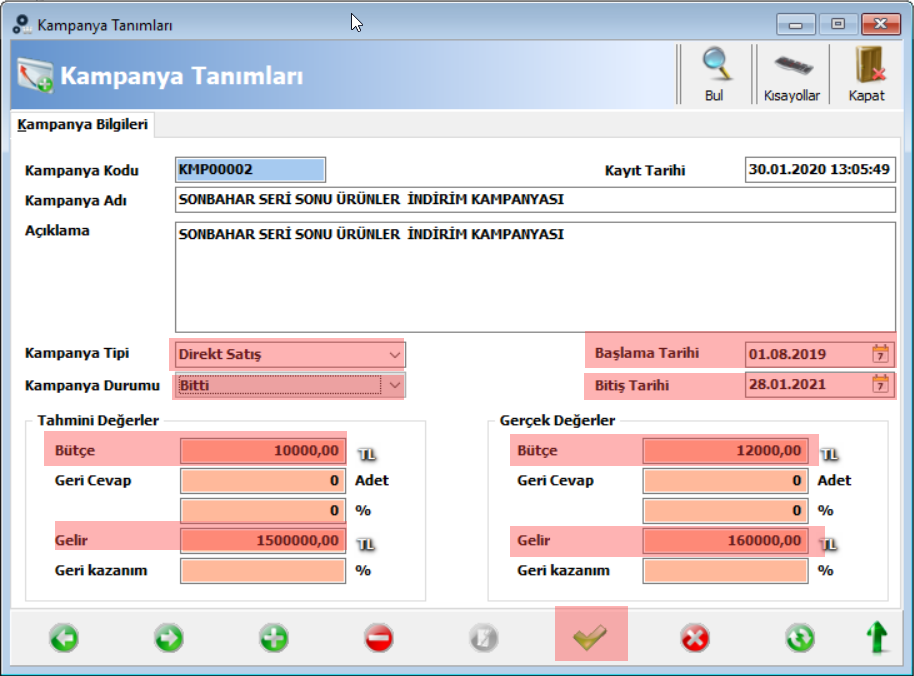 Kampanya Tanımları
Kampanya Tanımları
Bul
Kısayollar
Kapat
Kampanya Bilgileri
Kampanya Kodu KMP00002 Kayıt Tarihi 30.01.2020 13:05:49
Kampanya Adı SONBAHAR SERİ SONU ÜRÜNLER İNDİRİM KAMPANYASI
Açıklama SONBAHAR SERİ SONU ÜRÜNLER İNDİRİM KAMPANYASI
Kampanya Tipi Direkt Satış Başlama Tarihi 01.08.2019 7
Kampanya Durumu Bitti Bitiş Tarihi 28.01.2021 7
Tahmini Değerler
Bütçe 10000,00 TL
Geri Cevap 0 Adet
0 %
Gelir 1500000,00 TL
Geri kazanım %
Gerçek Değerler
Bütçe 12000,00 TL
Geri Cevap 0 Adet
0 %
Gelir 160000,00 TL
Geri kazanım %